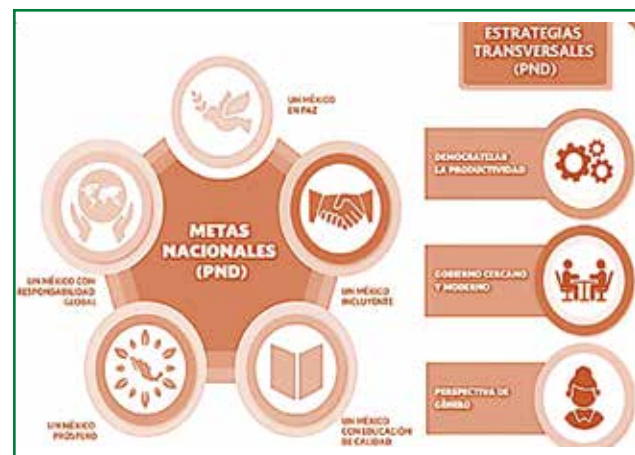 ESTRATEGIAS
TRANSVERSALES
(PND)
UN MÉXICO
EN PAZ
METAS
NACIONALES
(PND)
UN MÉXICO CON
RESPONSABILIDAD
GLOBAL
UN MÉXICO
INCLUYENTE
UN MÉXICO
PRÓSPERO
UN MÉXICO
CON EDUCACIÓN
DE CALIDAD
DEMOCRATIZAR
LA PRODUCTIVIDAD
GOBIERNO CERCANO
Y MODERNO
PERSPECTIVA DE
GÉNERO